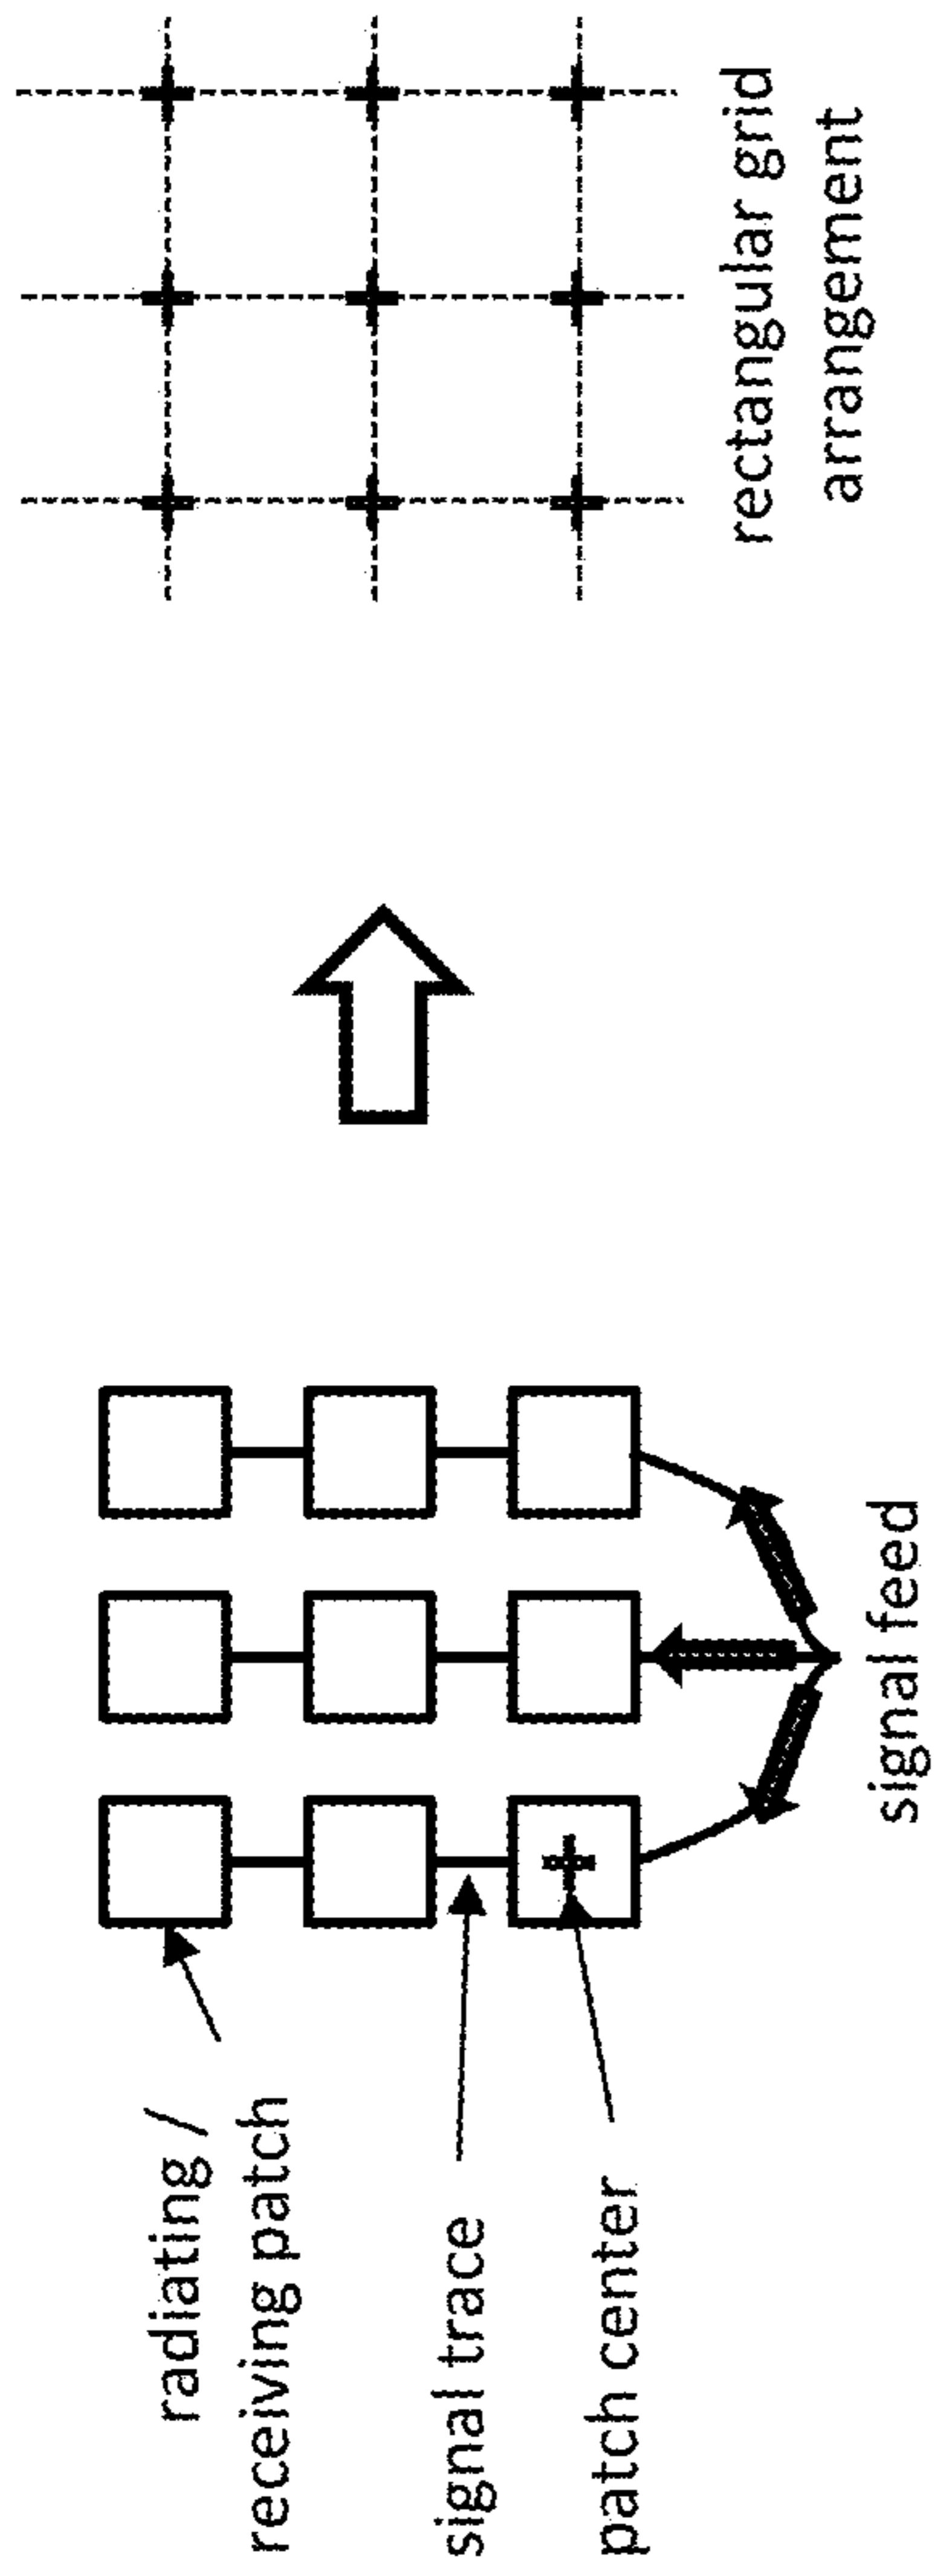 radiating /
receiving patch
signal trace
patch center
signal feed
rectangular grid
arrangement